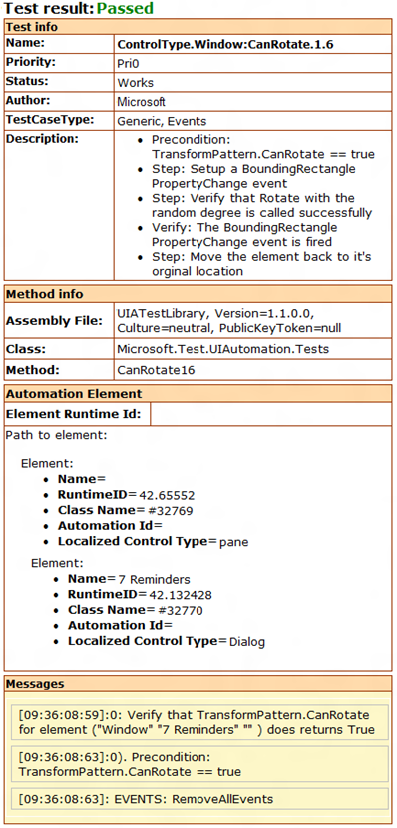 Test result: Passed
Test info
Name: ControlType.Window:CanRotate.1.6
Priority: Pri0
Status: Works
Author: Microsoft
TestCaseType: Generic, Events
Description: • Precondition:
TransformPattern.CanRotate == true
• Step: Setup a BoundingRectangle
PropertyChange event
• Step: Verify that Rotate with the
random degree is called successfully
• Verify: The BoundingRectangle
PropertyChange event is fired
• Step: Move the element back to it's
orginal location
Method info
Assembly File: UIATestLibrary, Version=1.1.0.0,
Culture=neutral, PublicKeyToken=null
Class: Microsoft.Test.UIAutomation.Tests
Method: CanRotate16
Automation Element
Element Runtime Id:
Path to element:
Element:
• Name=
• RuntimeID= 42.65552
• Class Name= #32769
• Automation Id=
• Localized Control Type= pane
Element:
• Name= 7 Reminders
• RuntimeID= 42.132428
• Class Name= #32770
• Automation Id=
• Localized Control Type= Dialog
Messages
[09:36:08:59]:0: Verify that TransformPattern.CanRotate
for element ("Window" "7 Reminders" "" ) does returns True
[09:36:08:63]:0). Precondition:
TransformPattern.CanRotate == true
[09:36:08:63]: EVENTS: RemoveAllEvents